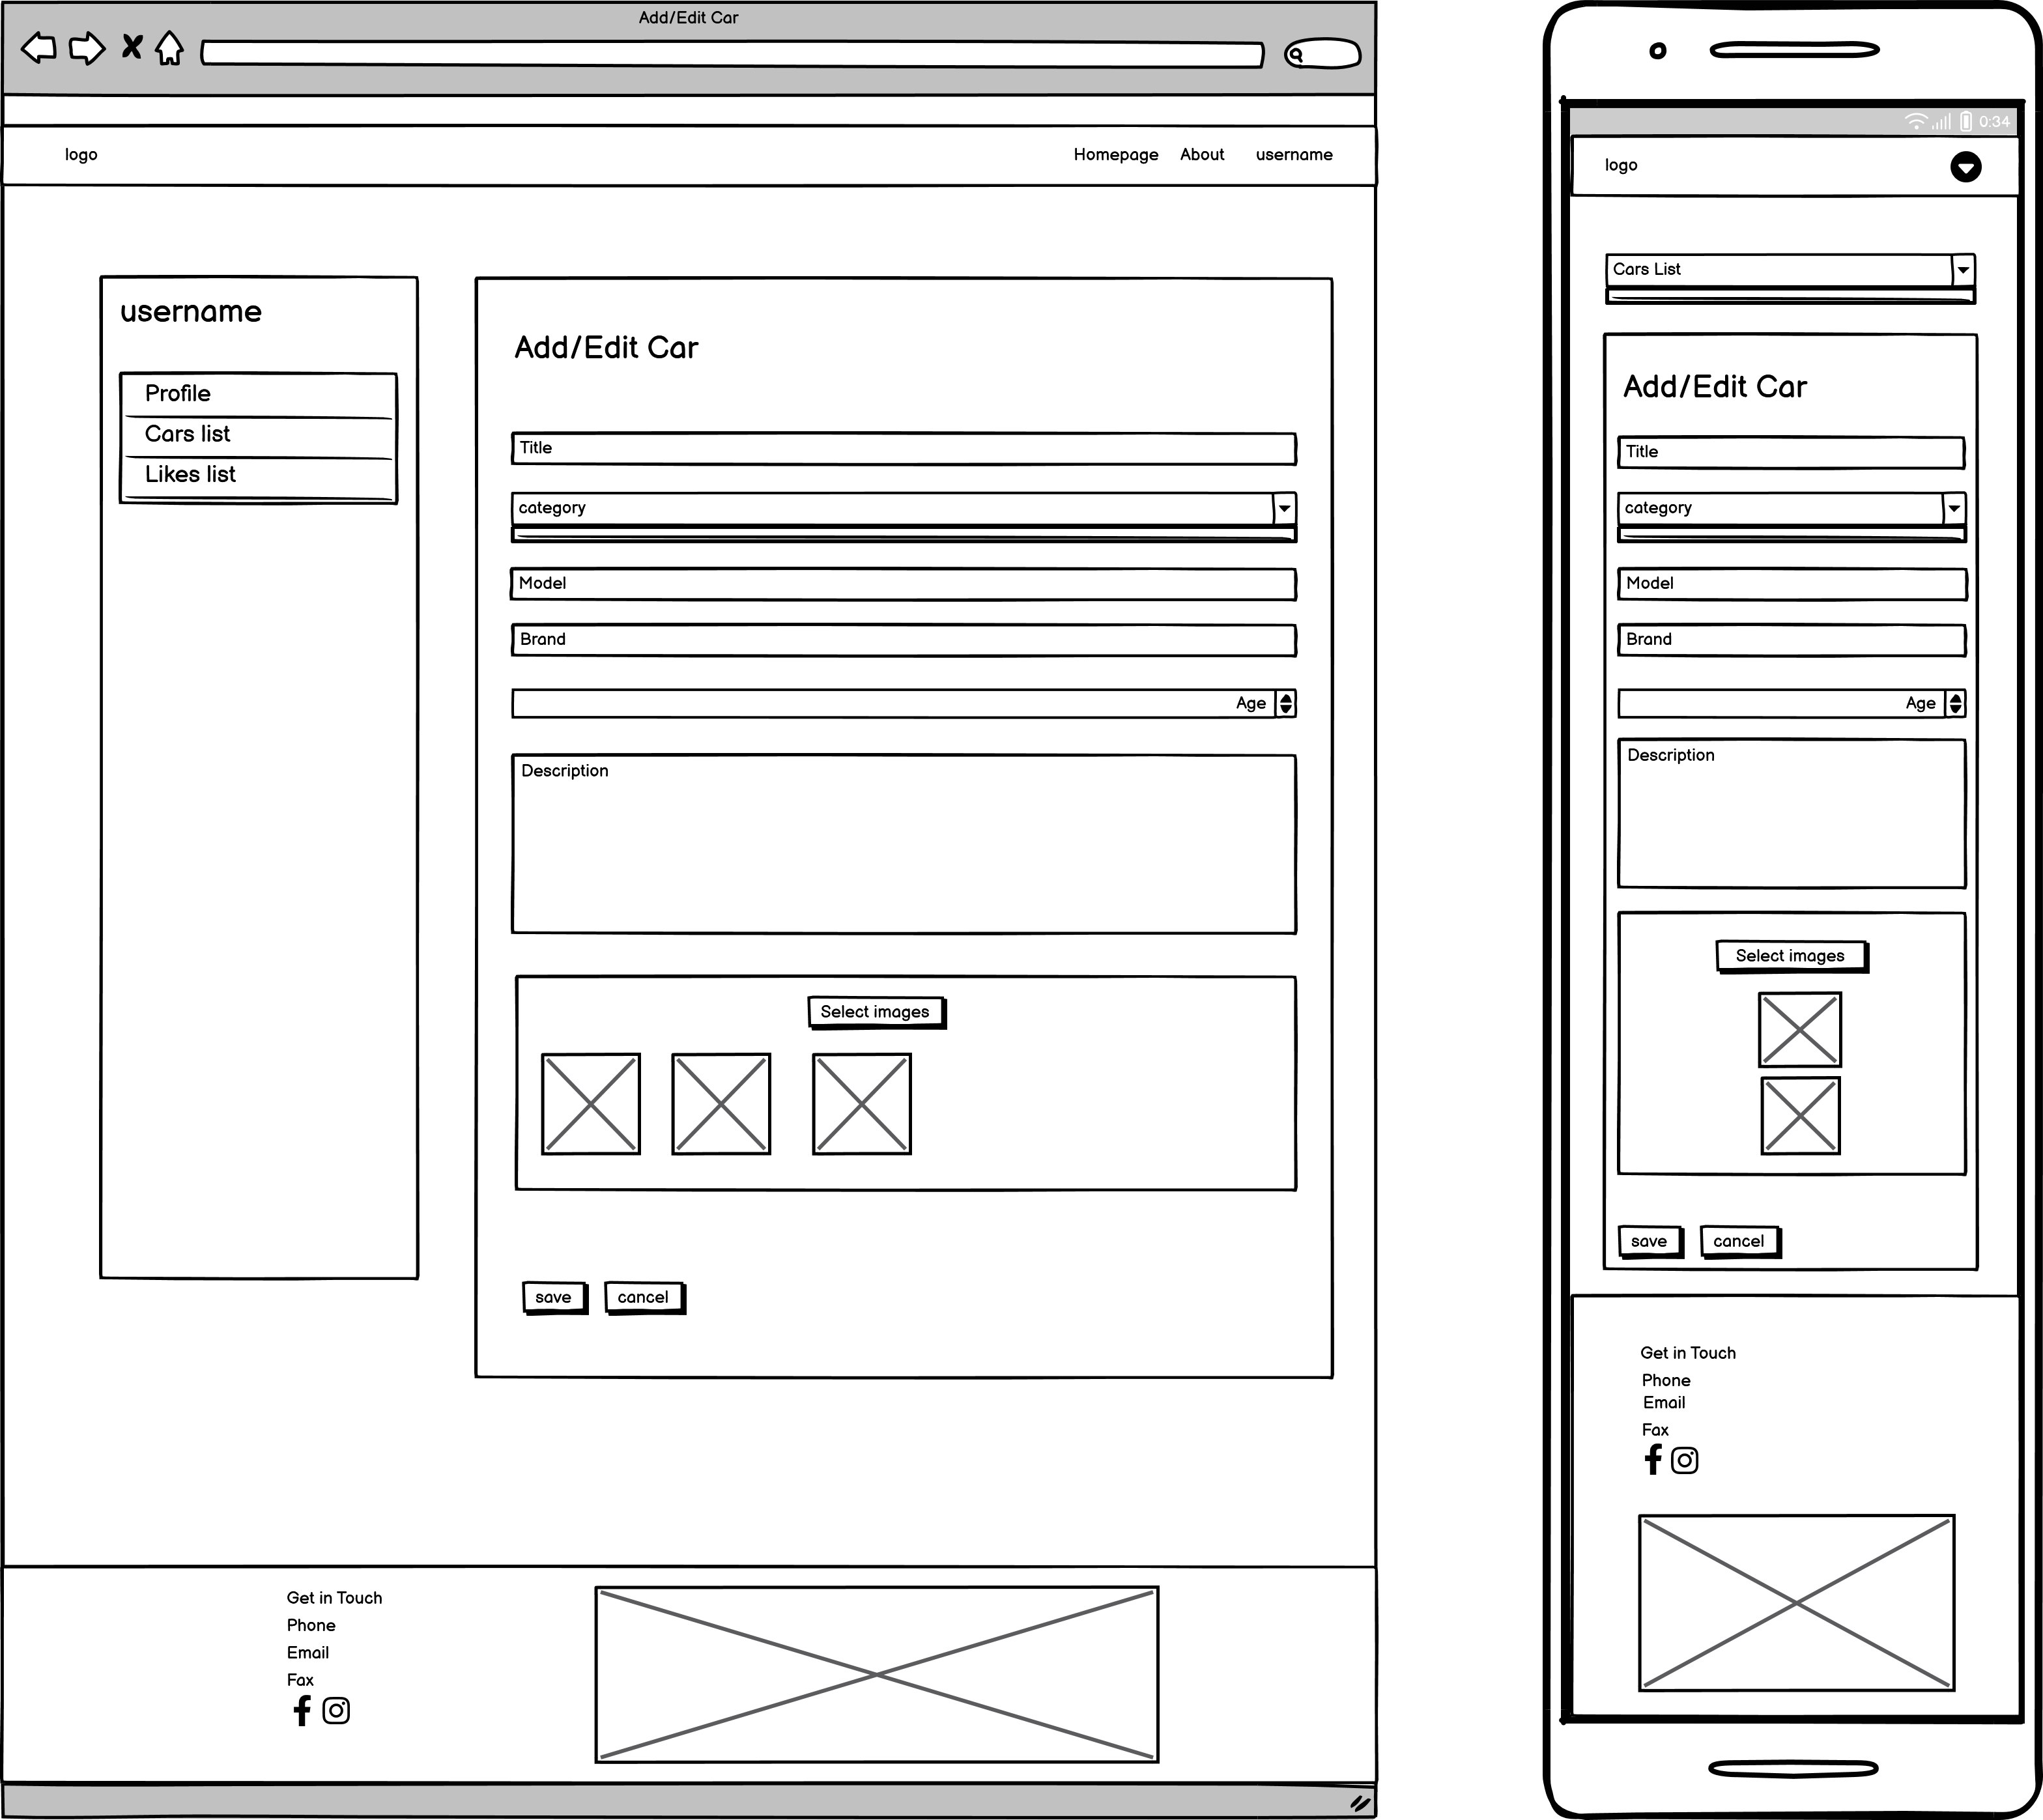 Add/Edit Car
logo
Homepage About username
username
Profile
Cars list
Likes list
Add/Edit Car
Title
category
Model
Brand
Age
Description
Select images
save cancel
Get in Touch
Phone
Email
Fax
0:34
logo
Cars List
Add/Edit Car
Title
category
Model
Brand
Age
Description
Select images
save cancel
Get in Touch
Phone
Email
Fax